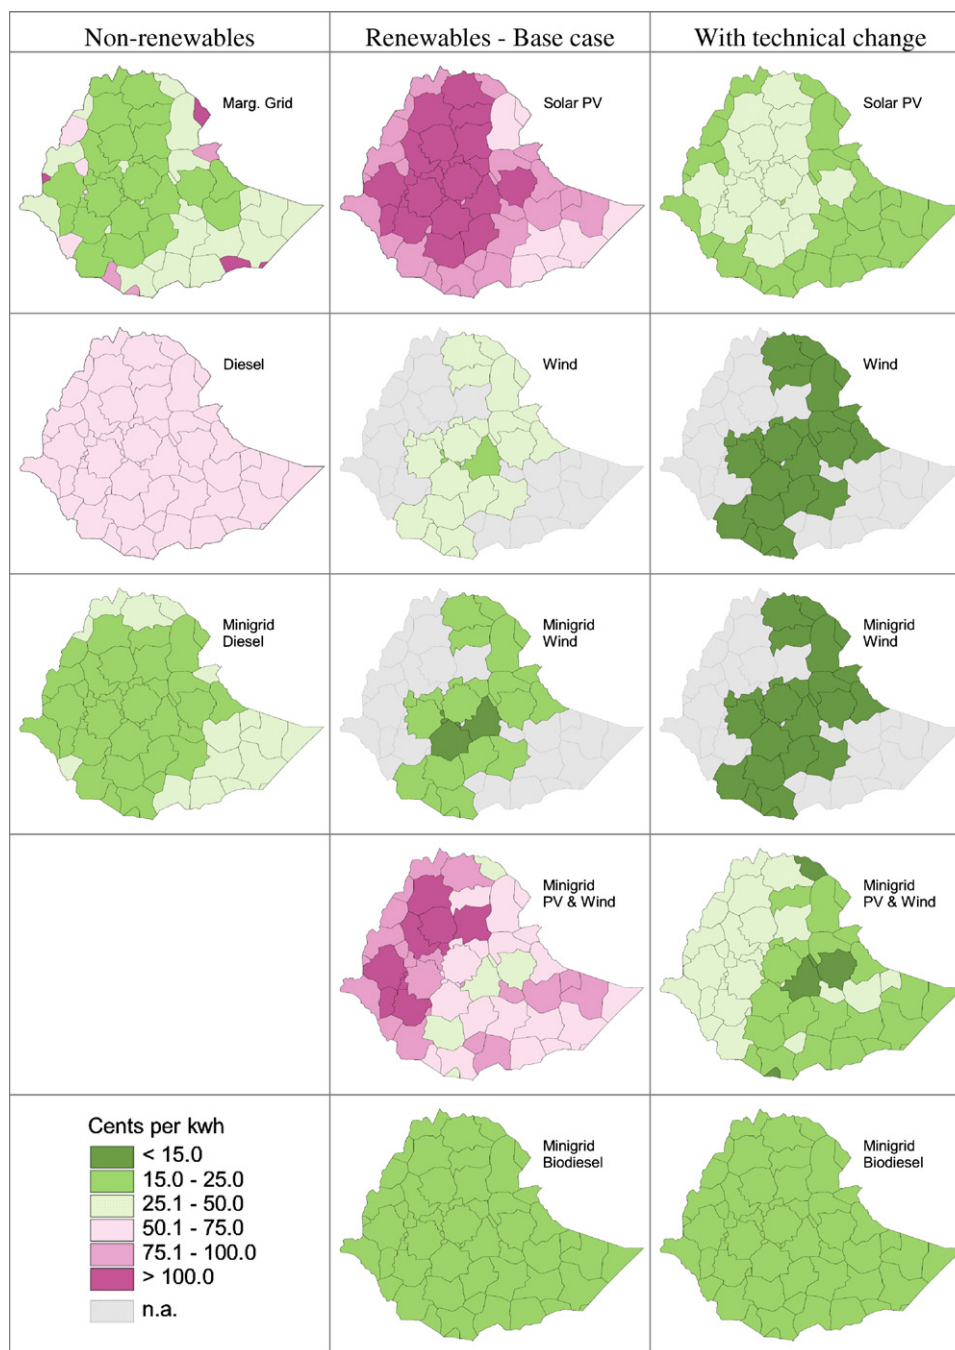 Non-renewables
Renewables - Base case
With technical change
Marg. Grid
Solar PV
Solar PV
Diesel
Wind
Wind
Minigrid
Diesel
Minigrid
Wind
Minigrid
Wind
Minigrid
PV & Wind
Minigrid
PV & Wind
Cents per kwh
< 15.0
15.0 - 25.0
25.1 - 50.0
50.1 - 75.0
75.1 - 100.0
> 100.0
n.a.
Minigrid
Biodiesel
Minigrid
Biodiesel